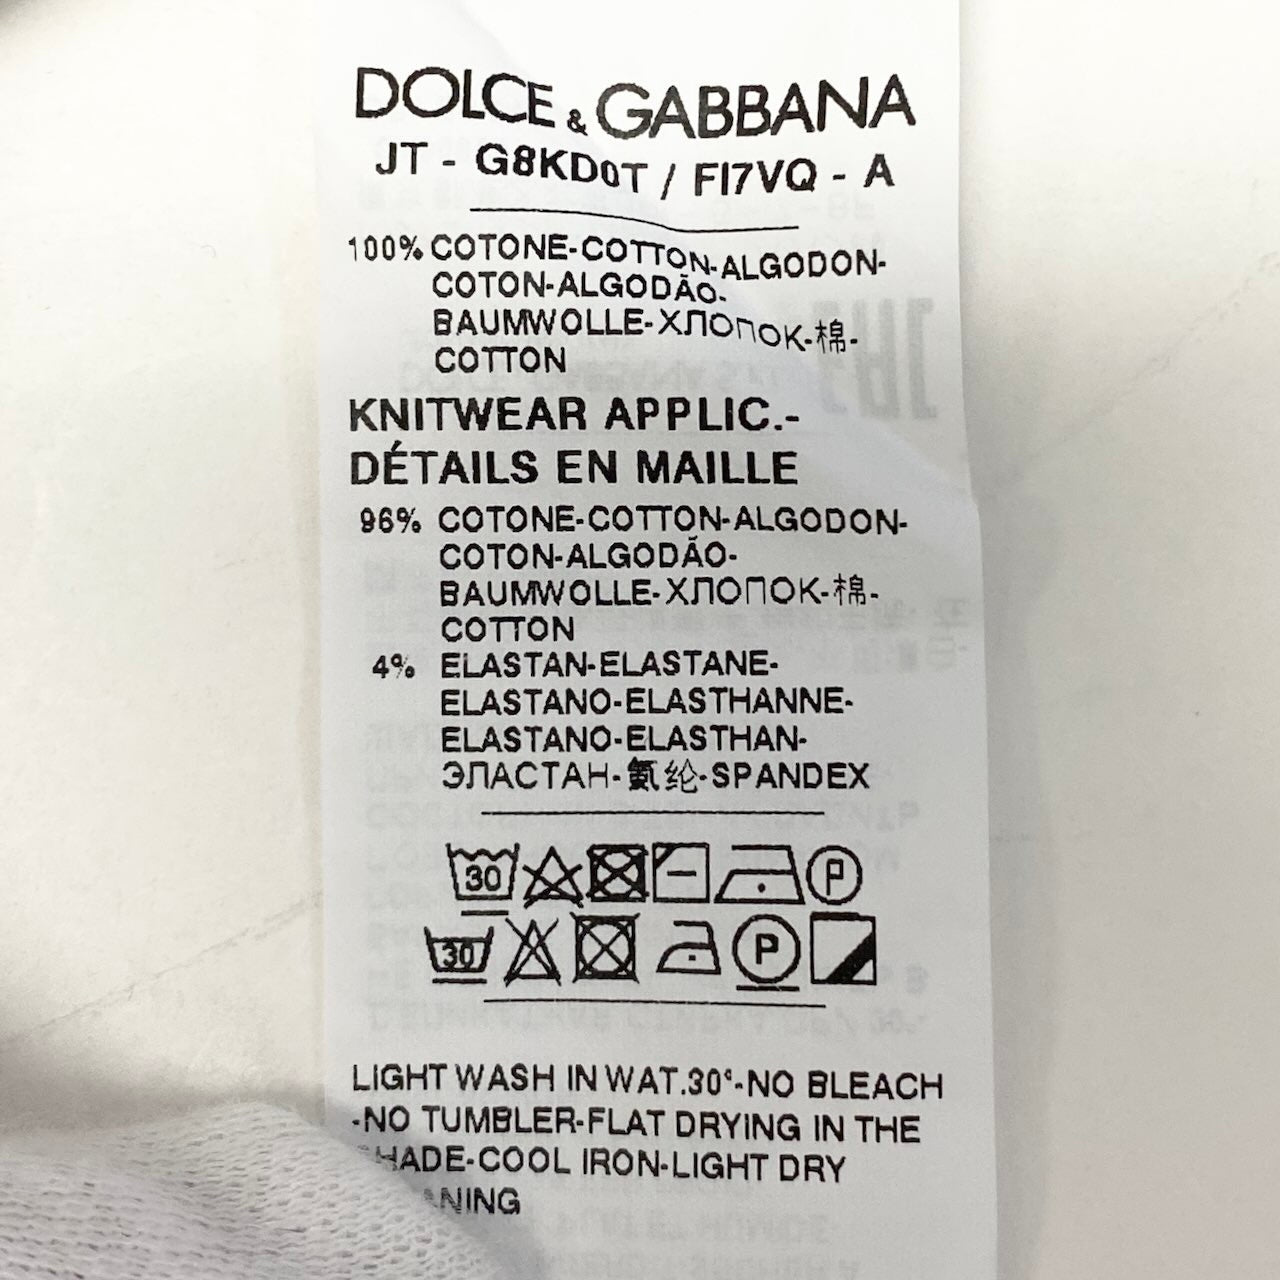 DOLCE & GABBANA
JT - G8KD0T / FI7VQ - A
100% COTONE-COTTON-ALGODON-
COTON-ALGODÃO-
BAUMWOLLE-ХЛОПОК-棉-
COTTON
KNITWEAR APPLIC.-
DÉTAILS EN MAILLE
96% COTONE-COTTON-ALGODON-
COTON-ALGODÃO-
BAUMWOLLE-ХЛОПОК-棉-
COTTON
4% ELASTAN-ELASTANE-
ELASTANO-ELASTHANNE-
ELASTANO-ELASTHAN-
ЭЛАСТАН-氨纶-SPANDEX
30 P
30 P
LIGHT WASH IN WAT.30°-NO BLEACH
-NO TUMBLER-FLAT DRYING IN THE
HADE-COOL IRON-LIGHT DRY
ANING